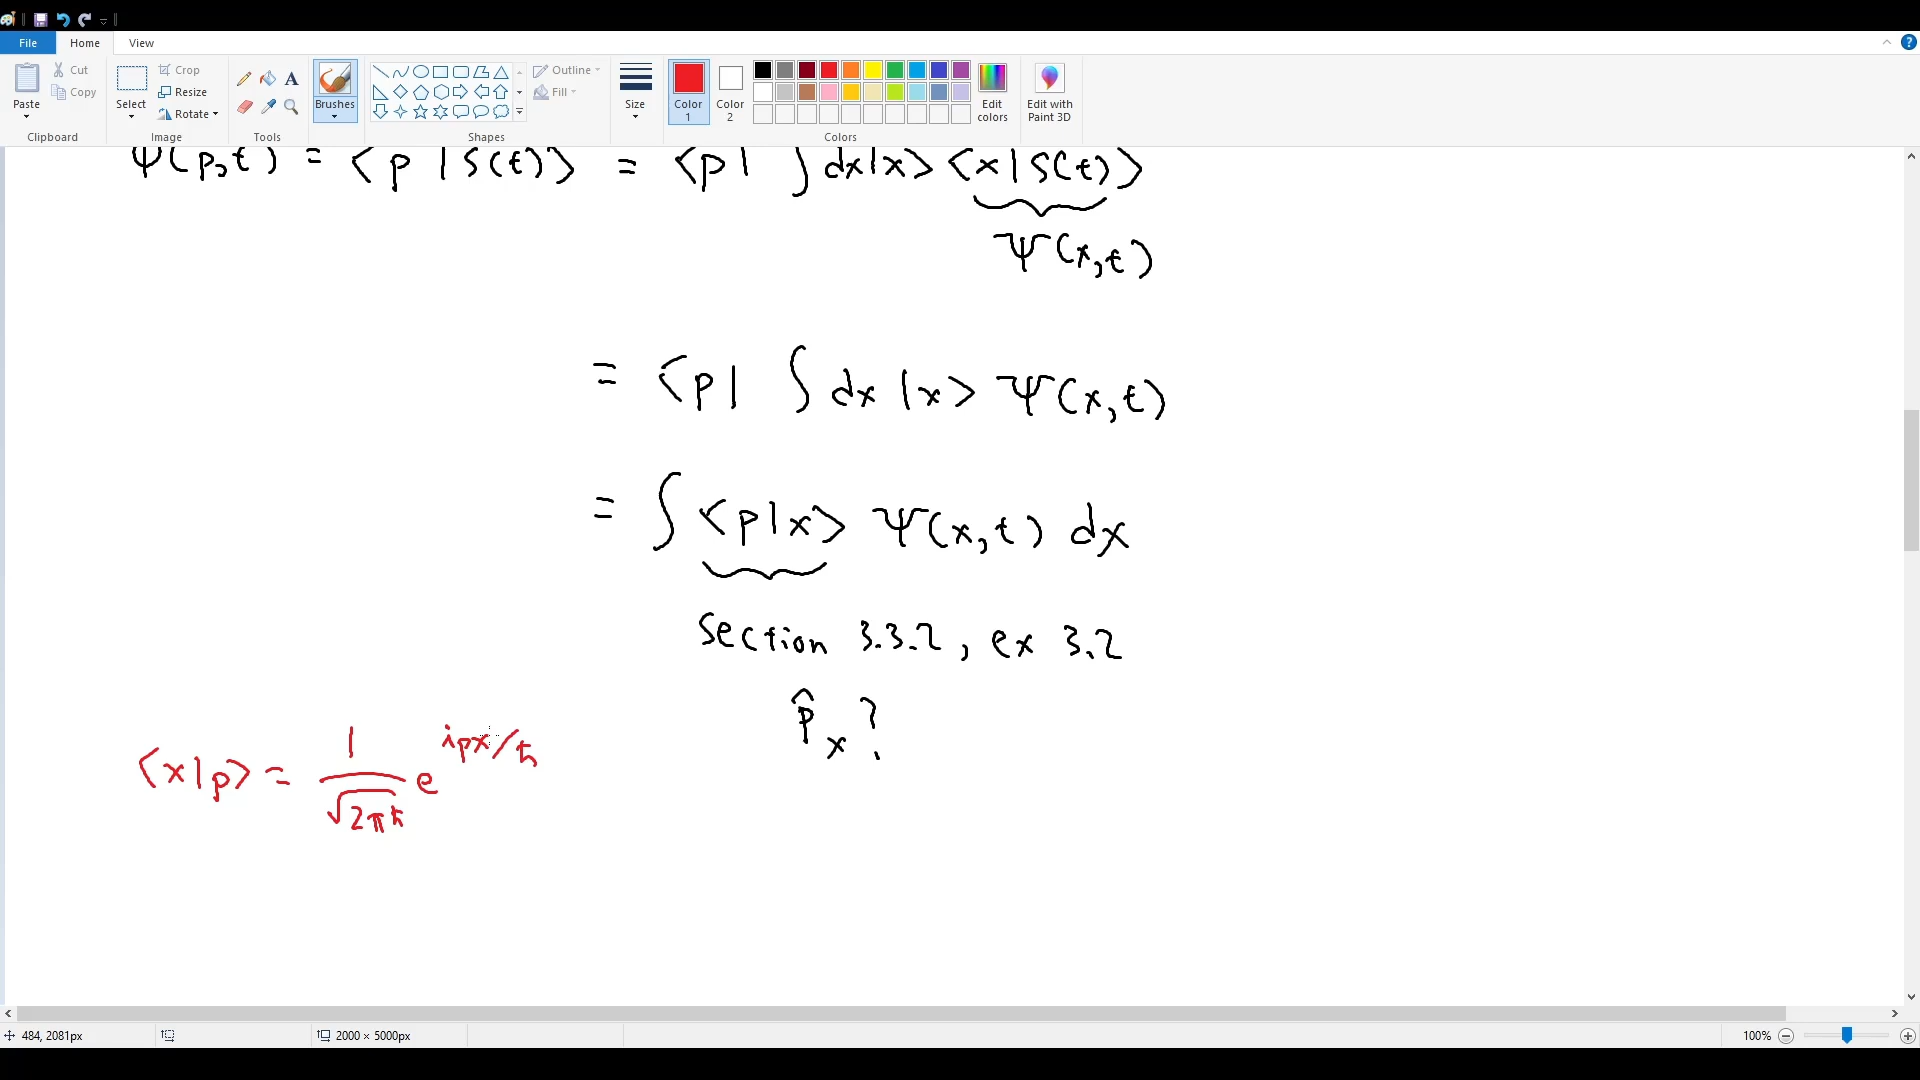 File Home View
Paste Cut Copy Clipboard
Select Crop Resize Rotate Image
A Tools
Brushes
Outline Fill Shapes
Size
Color 1 Color 2 Edit colors Colors
Edit with Paint 3D
?
Ψ(p,t) = <p|S(t)> = <p| ∫ dx|x> <x|S(t)>
Ψ(x,t)
= <p| ∫ dx |x> Ψ(x,t)
= ∫ <p|x> Ψ(x,t) dx
Section 3.3.2, ex 3.2
p̂ₓ ?
<x|p> = 1/√2πħ e^{ipx/ħ}
484, 2081px 2000 × 5000px 100%